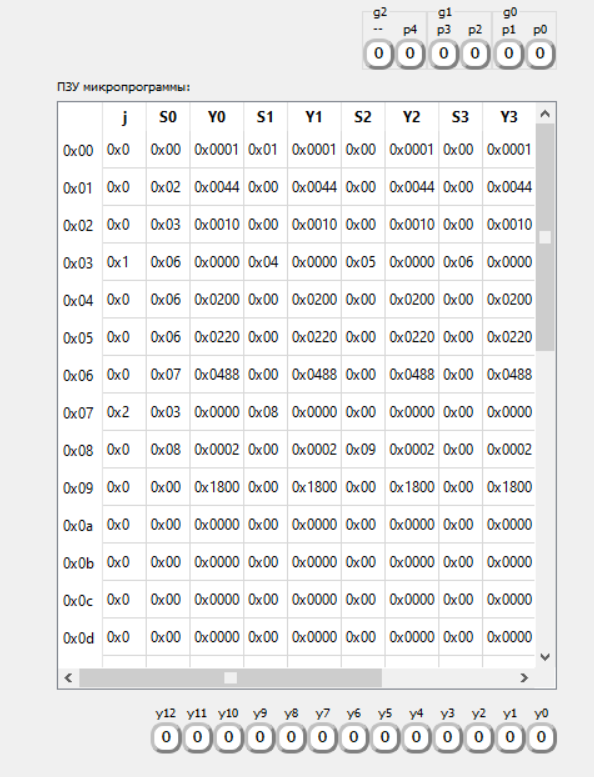 g2 g1 g0
-- p4 p3 p2 p1 p0
0 0 0 0 0 0
ПЗУ микропрограммы:
j S0 Y0 S1 Y1 S2 Y2 S3 Y3
0x00 0x0 0x00 0x0001 0x01 0x0001 0x00 0x0001 0x00 0x0001
0x01 0x0 0x02 0x0044 0x00 0x0044 0x00 0x0044 0x00 0x0044
0x02 0x0 0x03 0x0010 0x00 0x0010 0x00 0x0010 0x00 0x0010
0x03 0x1 0x06 0x0000 0x04 0x0000 0x05 0x0000 0x06 0x0000
0x04 0x0 0x06 0x0200 0x00 0x0200 0x00 0x0200 0x00 0x0200
0x05 0x0 0x06 0x0220 0x00 0x0220 0x00 0x0220 0x00 0x0220
0x06 0x0 0x07 0x0488 0x00 0x0488 0x00 0x0488 0x00 0x0488
0x07 0x2 0x03 0x0000 0x08 0x0000 0x00 0x0000 0x00 0x0000
0x08 0x0 0x08 0x0002 0x00 0x0002 0x09 0x0002 0x00 0x0002
0x09 0x0 0x00 0x1800 0x00 0x1800 0x00 0x1800 0x00 0x1800
0x0a 0x0 0x00 0x0000 0x00 0x0000 0x00 0x0000 0x00 0x0000
0x0b 0x0 0x00 0x0000 0x00 0x0000 0x00 0x0000 0x00 0x0000
0x0c 0x0 0x00 0x0000 0x00 0x0000 0x00 0x0000 0x00 0x0000
0x0d 0x0 0x00 0x0000 0x00 0x0000 0x00 0x0000 0x00 0x0000
y12 y11 y10 y9 y8 y7 y6 y5 y4 y3 y2 y1 y0
0 0 0 0 0 0 0 0 0 0 0 0 0